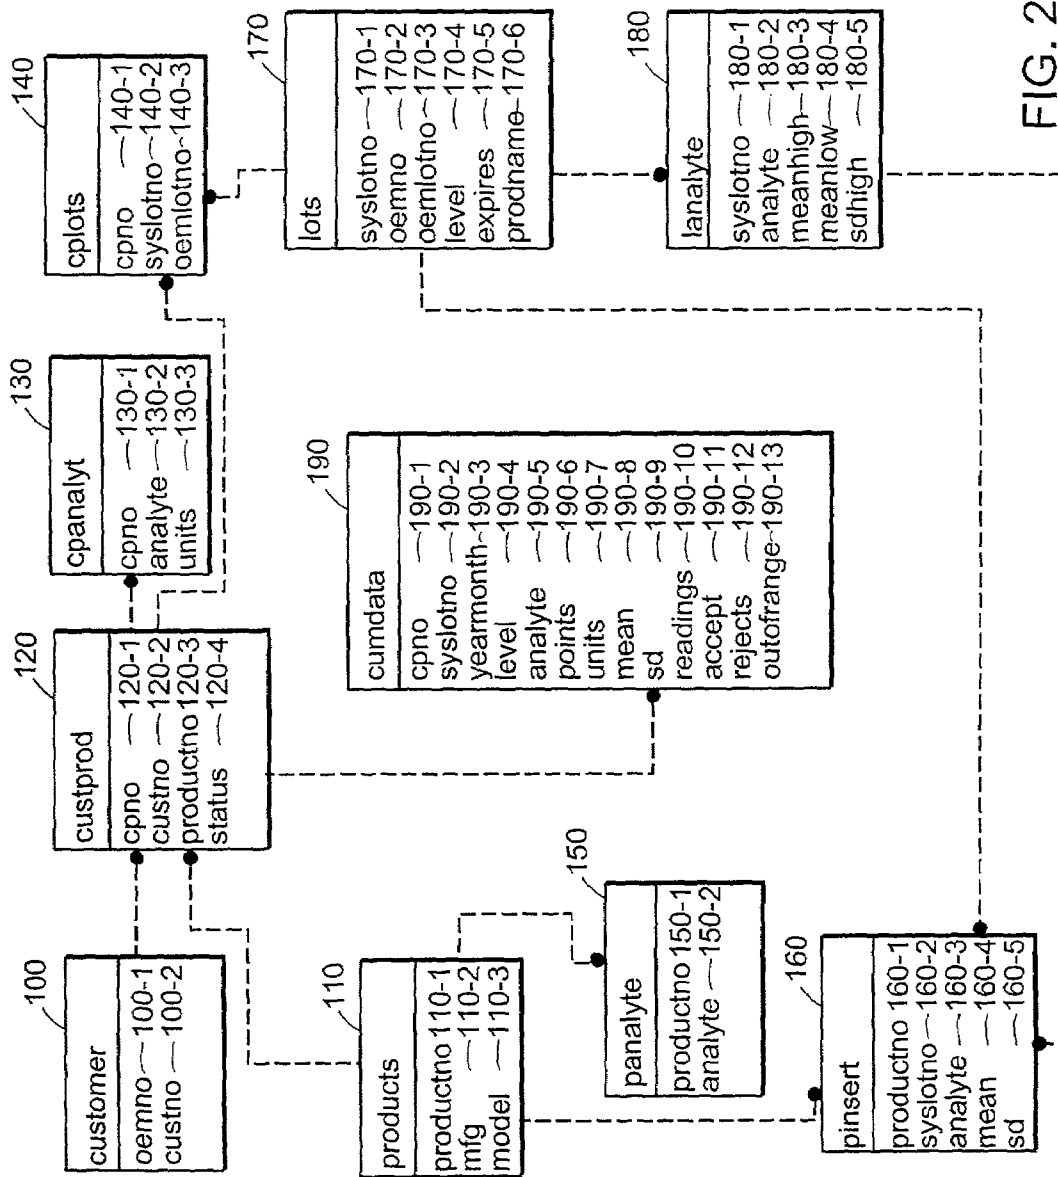 100
customer
oemno 100-1
custno 100-2
120
custprod
cpno 120-1
custno 120-2
productno 120-3
status 120-4
130
cpanalyt
cpno 130-1
analyte 130-2
units 130-3
140
cplots
cpno 140-1
syslotno 140-2
oemlotno 140-3
110
products
productno 110-1
mfg 110-2
model 110-3
150
panalyte
productno 150-1
analyte 150-2
190
cumdata
cpno 190-1
syslotno 190-2
yearmonth 190-3
level 190-4
analyte 190-5
points 190-6
units 190-7
mean 190-8
sd 190-9
readings 190-10
accept 190-11
rejects 190-12
outofrange 190-13
170
lots
syslotno 170-1
oemno 170-2
oemlotno 170-3
level 170-4
expires 170-5
prodname 170-6
160
pinsert
productno 160-1
syslotno 160-2
analyte 160-3
mean 160-4
sd 160-5
180
lanalyte
syslotno 180-1
analyte 180-2
meanhigh 180-3
meanlow 180-4
sdhigh 180-5
FIG. 2